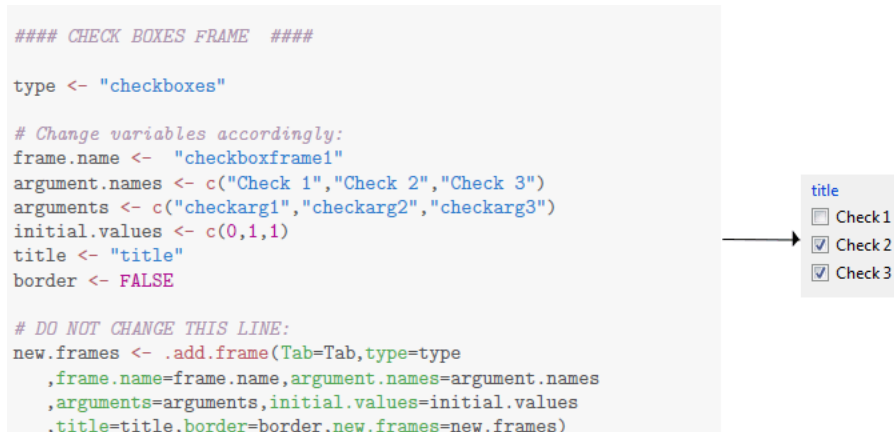 #### CHECK BOXES FRAME ####
type <- "checkboxes"
# Change variables accordingly:
frame.name <- "checkboxframe1"
argument.names <- c("Check 1","Check 2","Check 3")
arguments <- c("checkarg1","checkarg2","checkarg3")
initial.values <- c(0,1,1)
title <- "title"
border <- FALSE
# DO NOT CHANGE THIS LINE:
new.frames <- .add.frame(Tab=Tab,type=type
,frame.name=frame.name,argument.names=argument.names
,arguments=arguments,initial.values=initial.values
,title=title,border=border,new.frames=new.frames)
title
Check 1
Check 2
Check 3